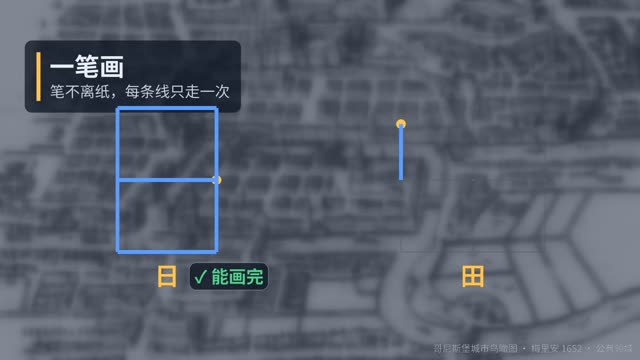 一笔画
笔不离纸，每条线只走一次
日
✓ 能画完
田
哥尼斯堡城市鸟瞰图 · 梅里安 1652 · 公有领域